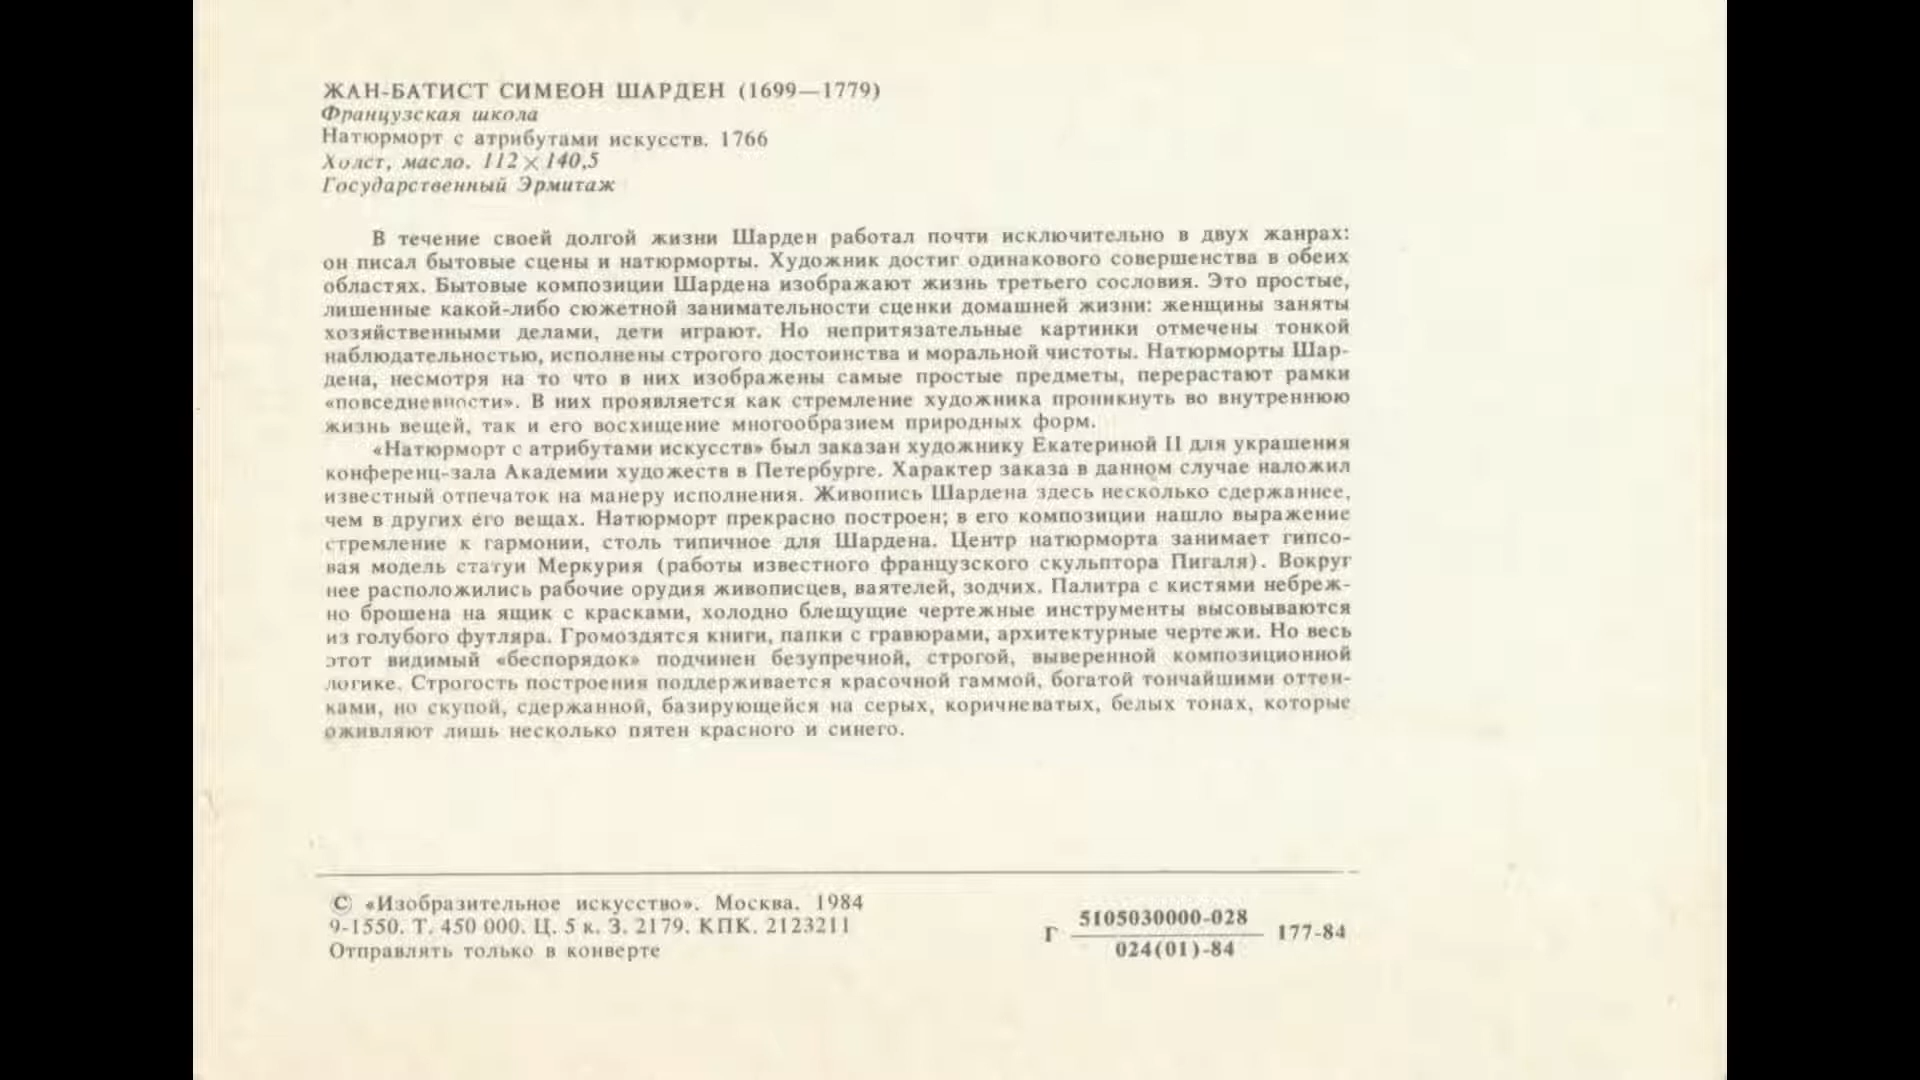 ЖАН-БАТИСТ СИМЕОН ШАРДЕН (1699—1779)
Французская школа
Натюрморт с атрибутами искусств. 1766
Холст, масло. 112×140,5
Государственный Эрмитаж
В течение своей долгой жизни Шарден работал почти исключительно в двух жанрах:
он писал бытовые сцены и натюрморты. Художник достиг одинакового совершенства в обеих
областях. Бытовые композиции Шардена изображают жизнь третьего сословия. Это простые,
лишенные какой-либо сюжетной занимательности сценки домашней жизни: женщины заняты
хозяйственными делами, дети играют. Но непритязательные картинки отмечены тонкой
наблюдательностью, исполнены строгого достоинства и моральной чистоты. Натюрморты Шар-
дена, несмотря на то что в них изображены самые простые предметы, перерастают рамки
«повседневности». В них проявляется как стремление художника проникнуть во внутреннюю
жизнь вещей, так и его восхищение многообразием природных форм.
«Натюрморт с атрибутами искусств» был заказан художнику Екатериной II для украшения
конференц-зала Академии художеств в Петербурге. Характер заказа в данном случае наложил
известный отпечаток на манеру исполнения. Живопись Шардена здесь несколько сдержаннее,
чем в других его вещах. Натюрморт прекрасно построен; в его композиции нашло выражение
стремление к гармонии, столь типичное для Шардена. Центр натюрморта занимает гипсо-
вая модель статуи Меркурия (работы известного французского скульптора Пигаля). Вокруг
нее расположились рабочие орудия живописцев, ваятелей, зодчих. Палитра с кистями небреж-
но брошена на ящик с красками, холодно блещущие чертежные инструменты высовываются
из голубого футляра. Громоздятся книги, папки с гравюрами, архитектурные чертежи. Но весь
этот видимый «беспорядок» подчинен безупречной, строгой, выверенной композиционной
логике. Строгость построения поддерживается красочной гаммой, богатой тончайшими оттен-
ками, но скупой, сдержанной, базирующейся на серых, коричневатых, белых тонах, которые
оживляют лишь несколько пятен красного и синего.
© «Изобразительное искусство». Москва. 1984
9-1550. Т. 450 000. Ц. 5 к. З. 2179. КПК. 2123211
Отправлять только в конверте
Г 5105030000-028 177-84
024(01)-84